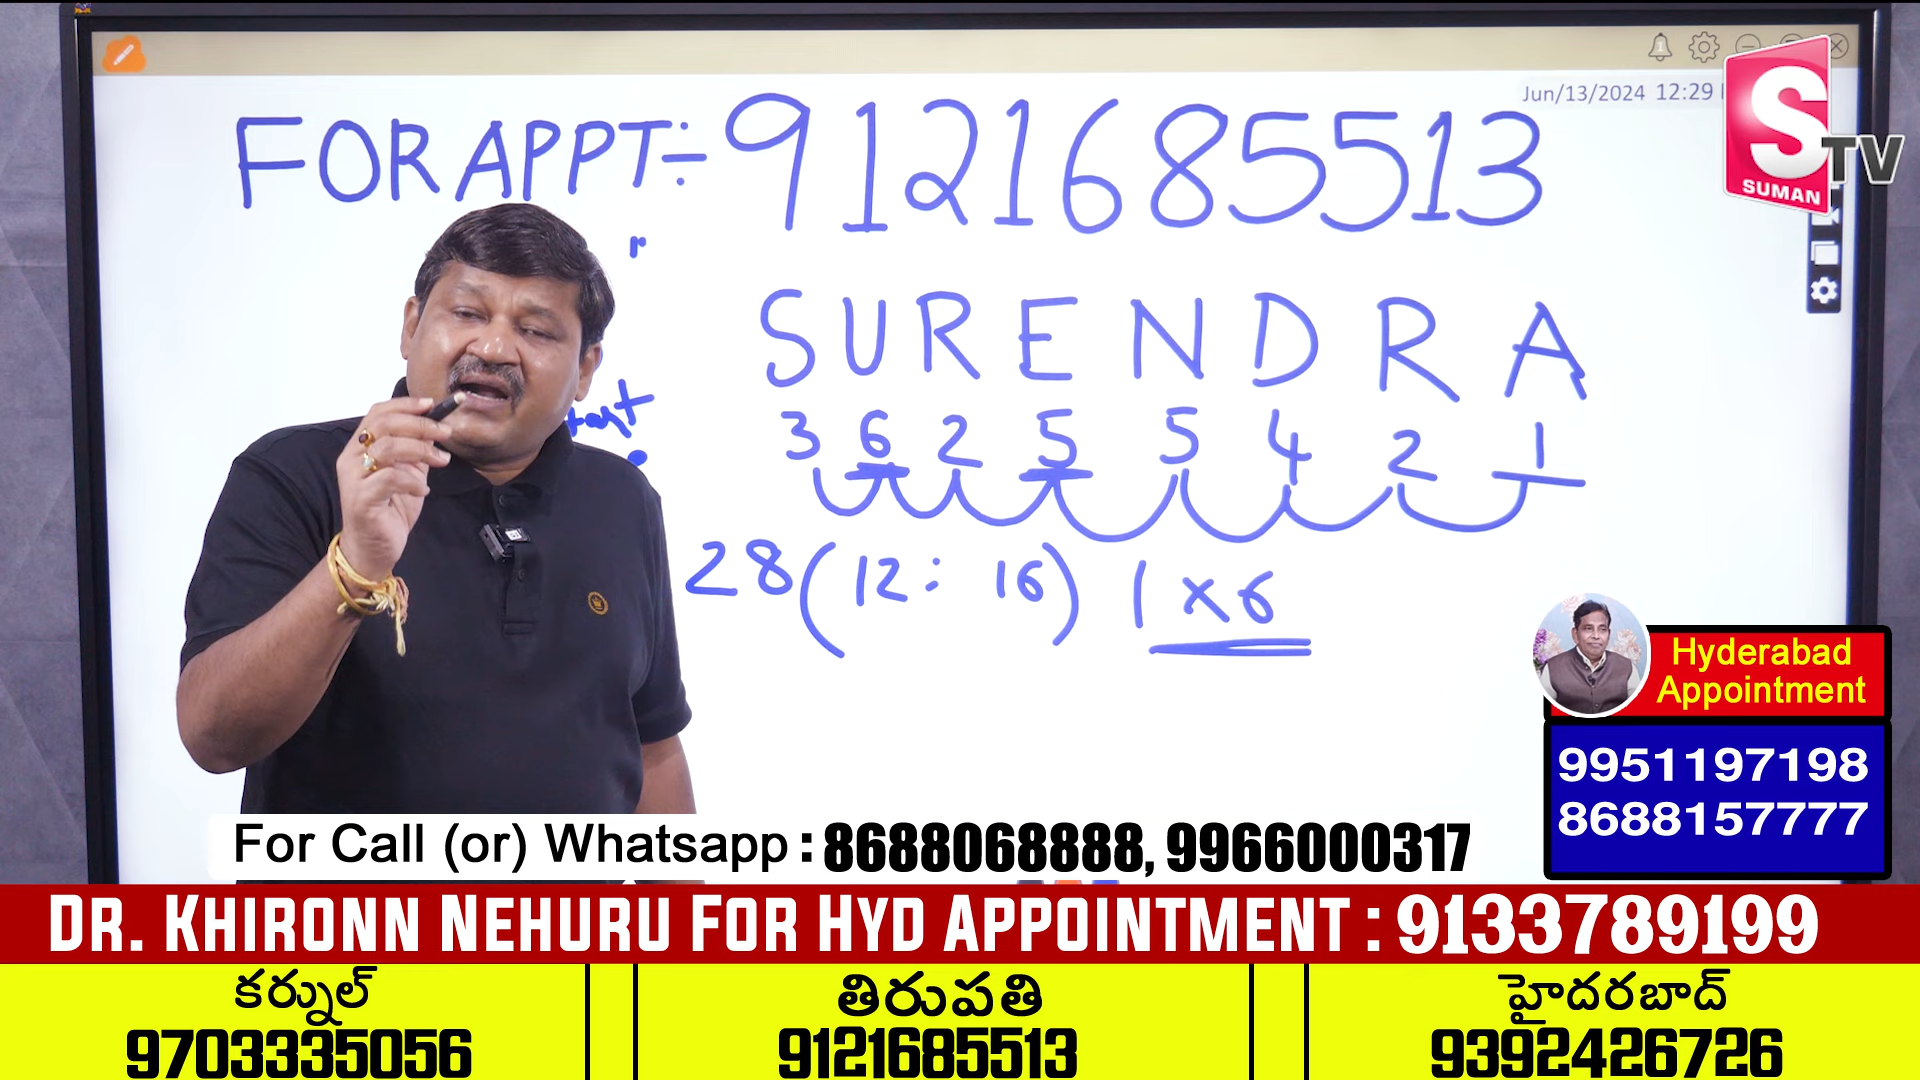 Jun/13/2024 12:29
FOR APPT:- 9121685513
S TV
SUMAN
SURENDRA
3 6 2 5 5 4 2 1
28 (12: 16) 1 x 6
Hyderabad
Appointment
9951197198
8688157777
For Call (or) Whatsapp : 8688068888, 9966000317
DR. KHIRONN NEHURU FOR HYD APPOINTMENT : 9133789199
కర్నుల్ తిరుపతి హైదరబాద్
9703335056 9121685513 9392426726